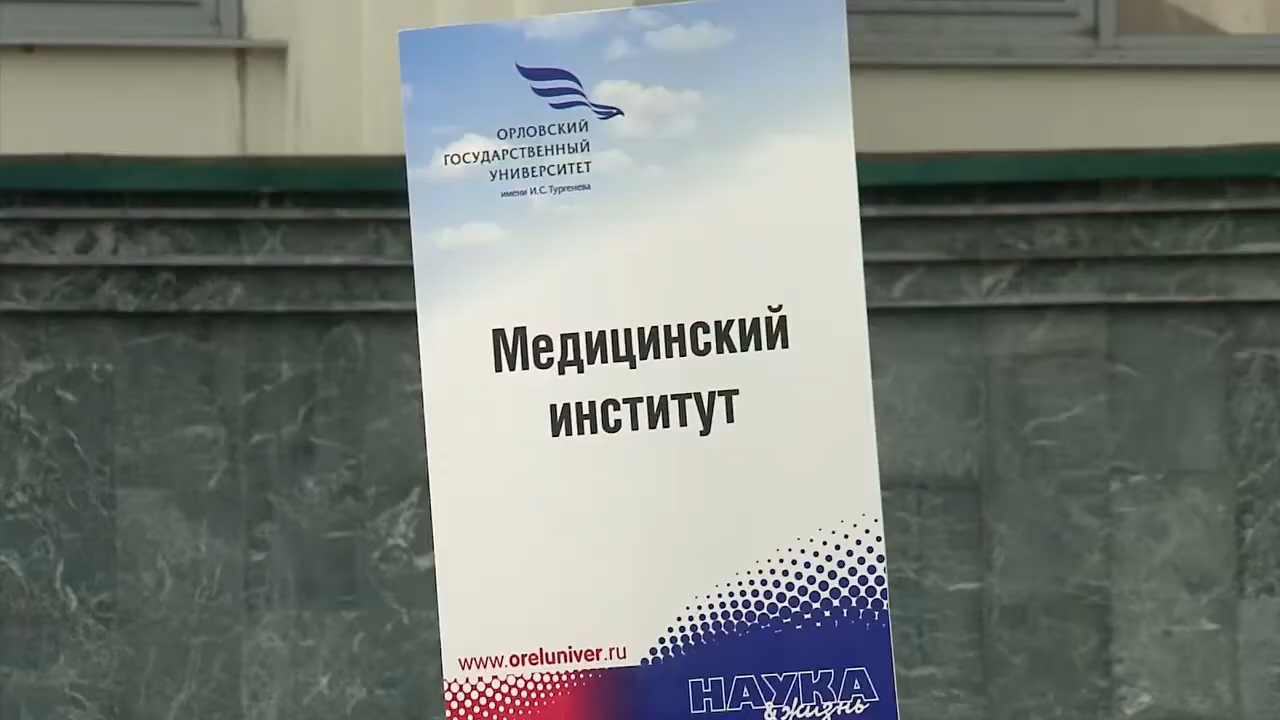 ОРЛОВСКИЙ
ГОСУДАРСТВЕННЫЙ
УНИВЕРСИТЕТ
имени И.С. Тургенева
Медицинский
институт
www.oreluniver.ru
НАУКА
&жизнь